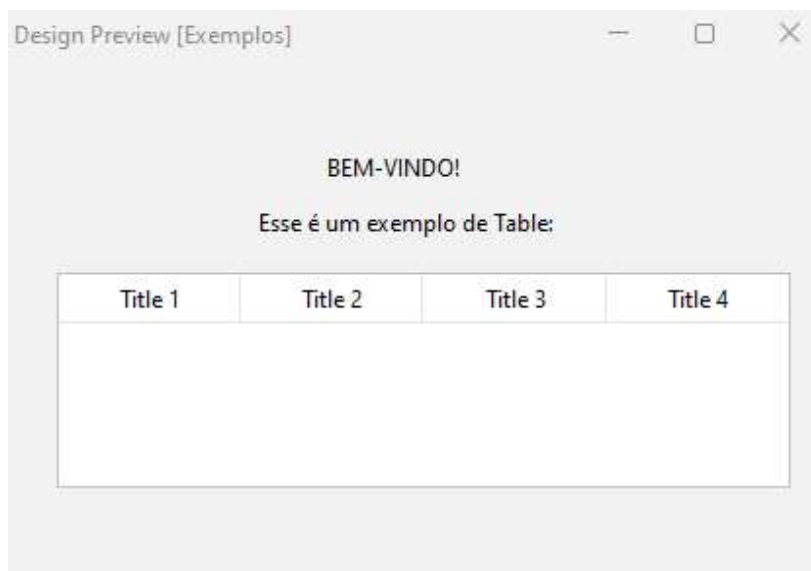 Design Preview [Exemplos]
BEM-VINDO!
Esse é um exemplo de Table:
Title 1 Title 2 Title 3 Title 4